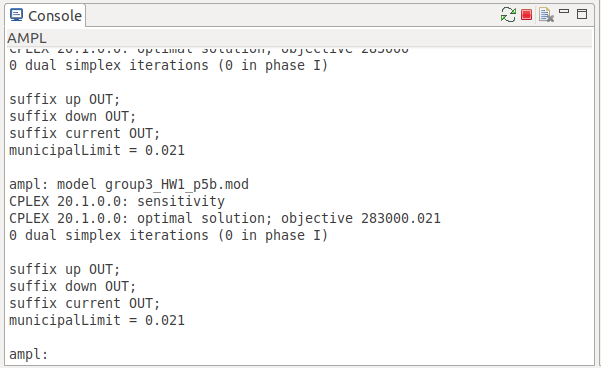 Console
AMPL
CPLEX 20.1.0.0: optimal solution; objective 283000
0 dual simplex iterations (0 in phase I)
suffix up OUT;
suffix down OUT;
suffix current OUT;
municipalLimit = 0.021
ampl: model group3_HW1_p5b.mod
CPLEX 20.1.0.0: sensitivity
CPLEX 20.1.0.0: optimal solution; objective 283000.021
0 dual simplex iterations (0 in phase I)
suffix up OUT;
suffix down OUT;
suffix current OUT;
municipalLimit = 0.021
ampl: